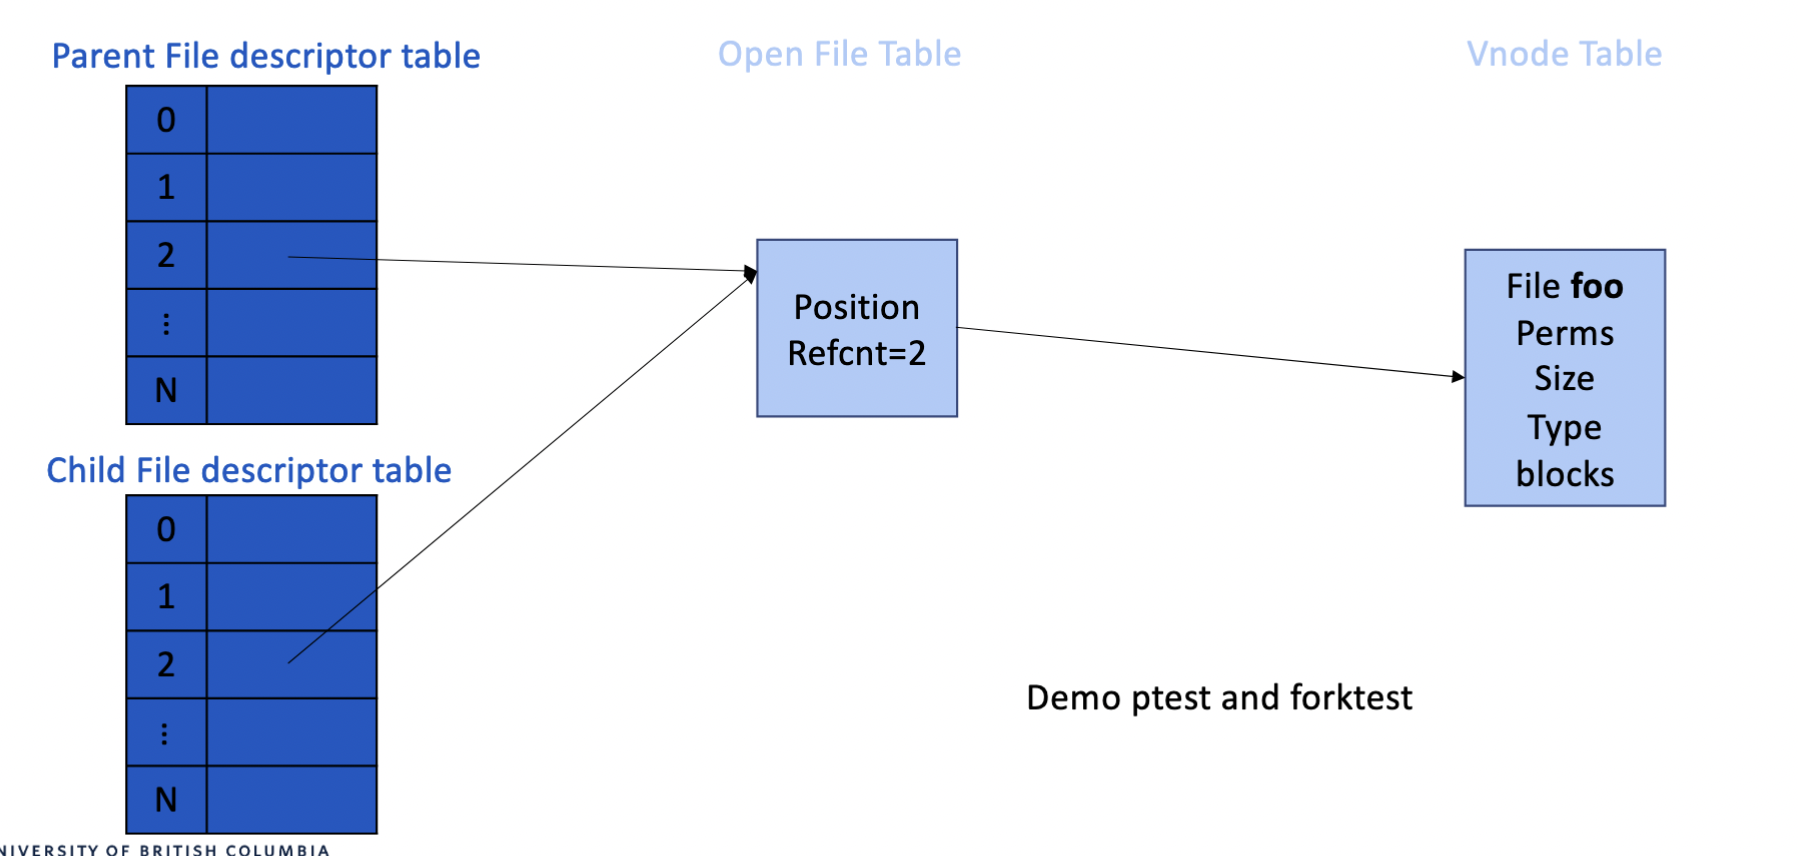 Parent File descriptor table
Open File Table
Vnode Table
0
1
2
⋮
N
Position
Refcnt=2
File foo
Perms
Size
Type
blocks
Child File descriptor table
0
1
2
⋮
N
Demo ptest and forktest
NIVERSITY OF BRITISH COLUMBIA